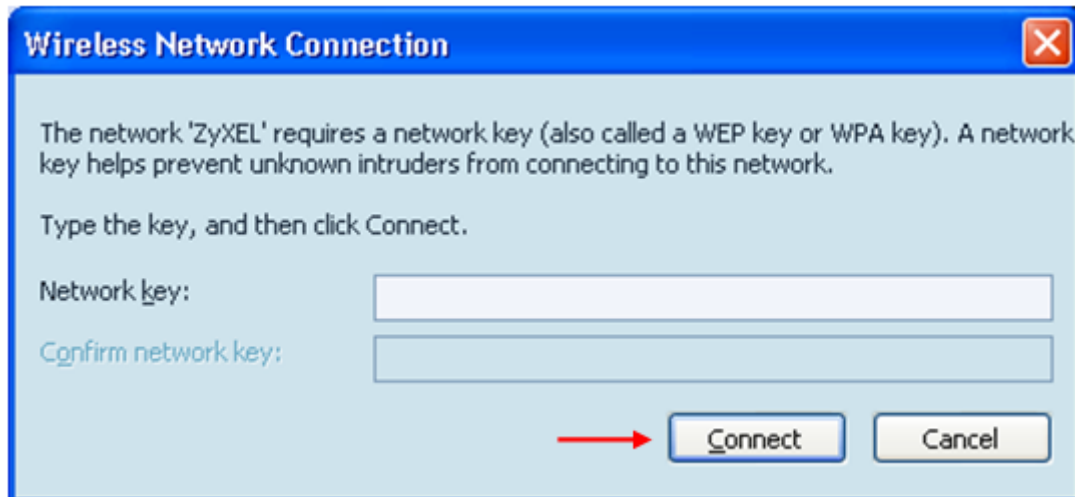 Wireless Network Connection
The network 'ZyXEL' requires a network key (also called a WEP key or WPA key). A network
key helps prevent unknown intruders from connecting to this network.
Type the key, and then click Connect.
Network key:
Confirm network key:
Connect Cancel